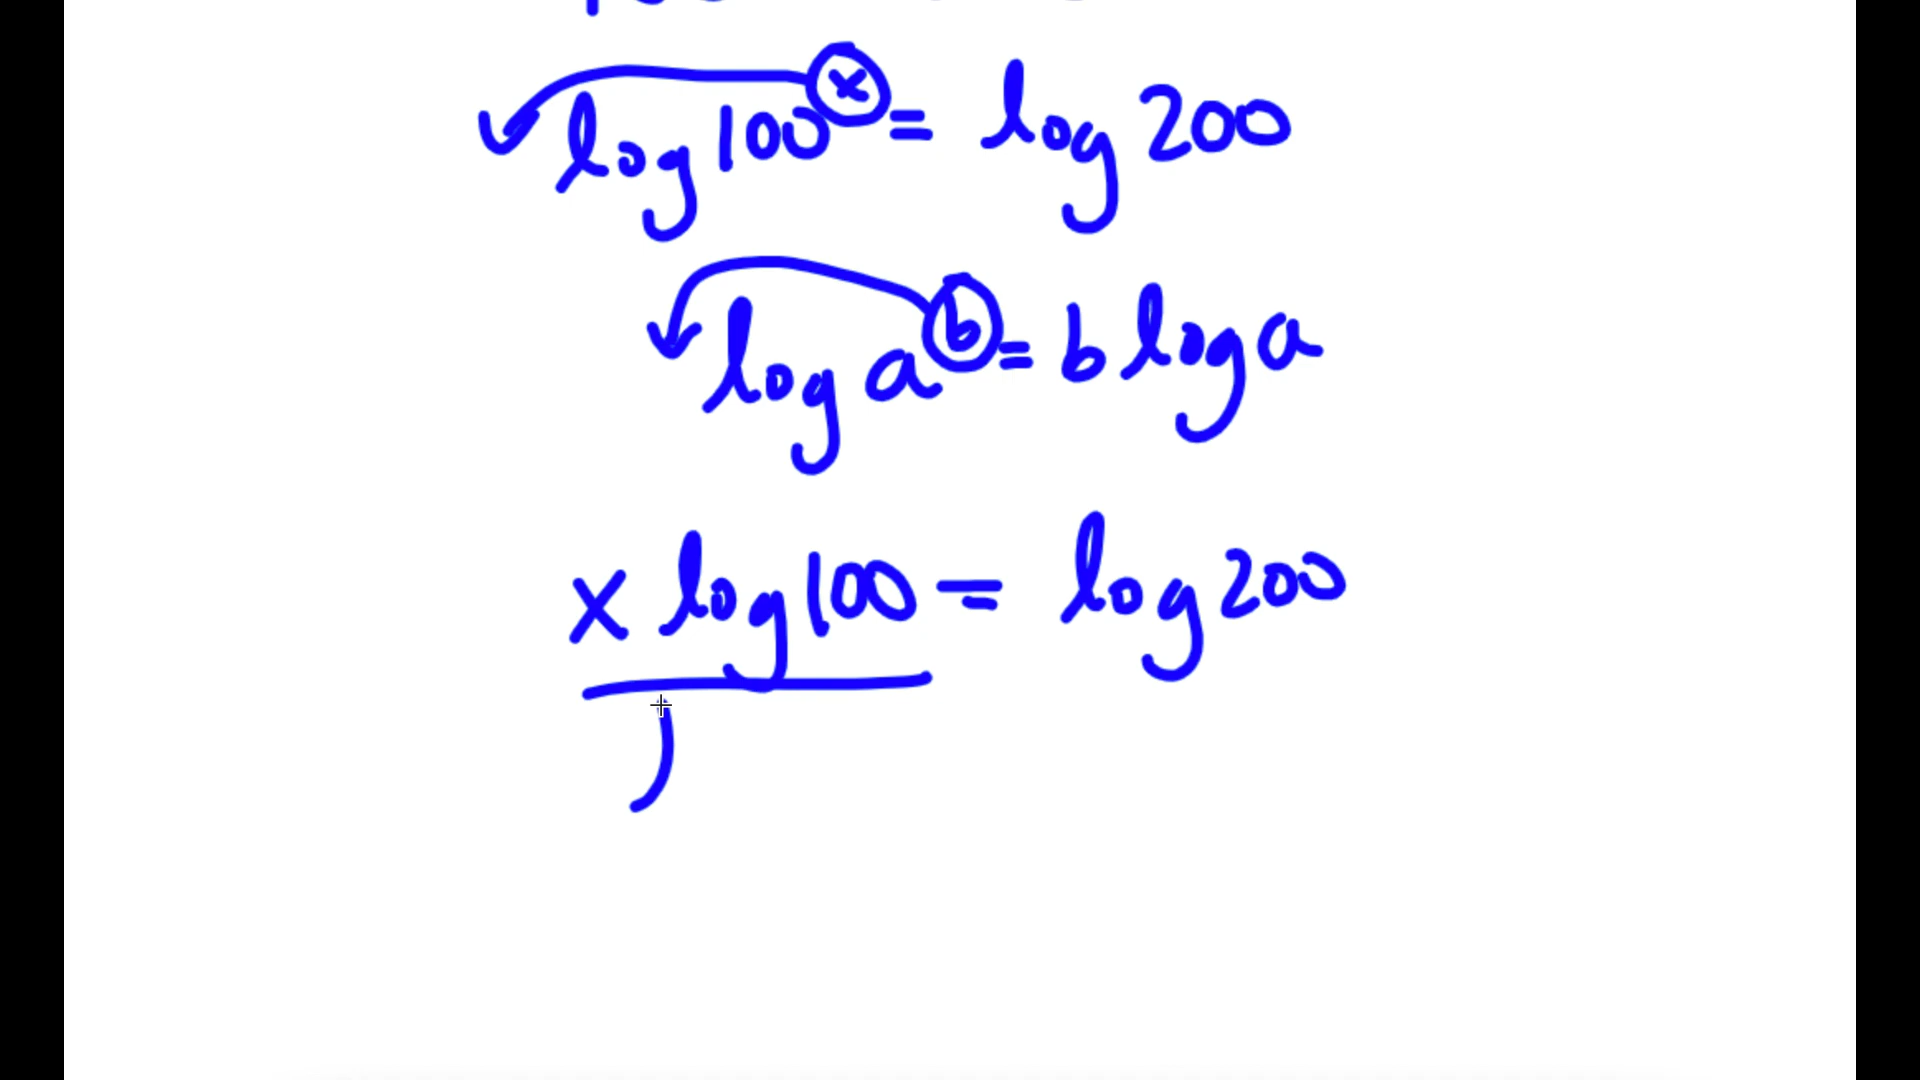 log 100^x = log 200
log a^b = b log a
x log 100 = log 200